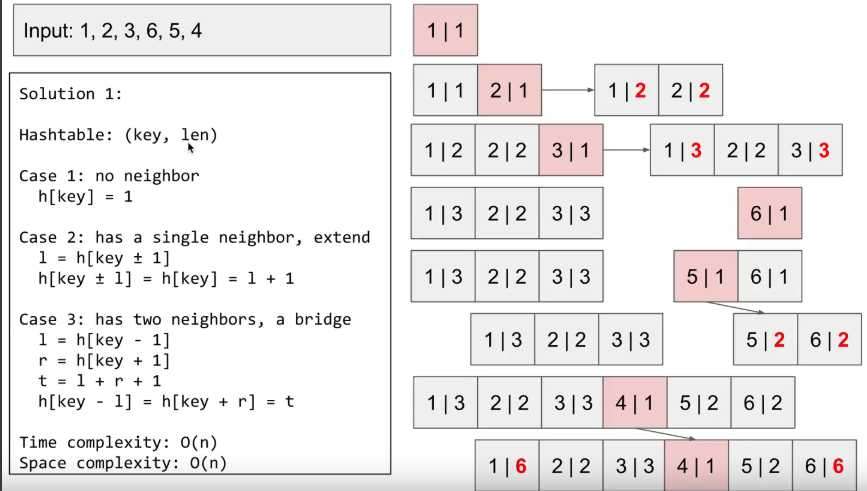 Input: 1, 2, 3, 6, 5, 4
Solution 1:
Hashtable: (key, len)
Case 1: no neighbor
h[key] = 1
Case 2: has a single neighbor, extend
l = h[key ± 1]
h[key ± l] = h[key] = l + 1
Case 3: has two neighbors, a bridge
l = h[key - 1]
r = h[key + 1]
t = l + r + 1
h[key - l] = h[key + r] = t
Time complexity: O(n)
Space complexity: O(n)
1 | 1
1 | 1 2 | 1 1 | 2 2 | 2
1 | 2 2 | 2 3 | 1 1 | 3 2 | 2 3 | 3
1 | 3 2 | 2 3 | 3 6 | 1
1 | 3 2 | 2 3 | 3 5 | 1 6 | 1
1 | 3 2 | 2 3 | 3 5 | 2 6 | 2
1 | 3 2 | 2 3 | 3 4 | 1 5 | 2 6 | 2
1 | 6 2 | 2 3 | 3 4 | 1 5 | 2 6 | 6